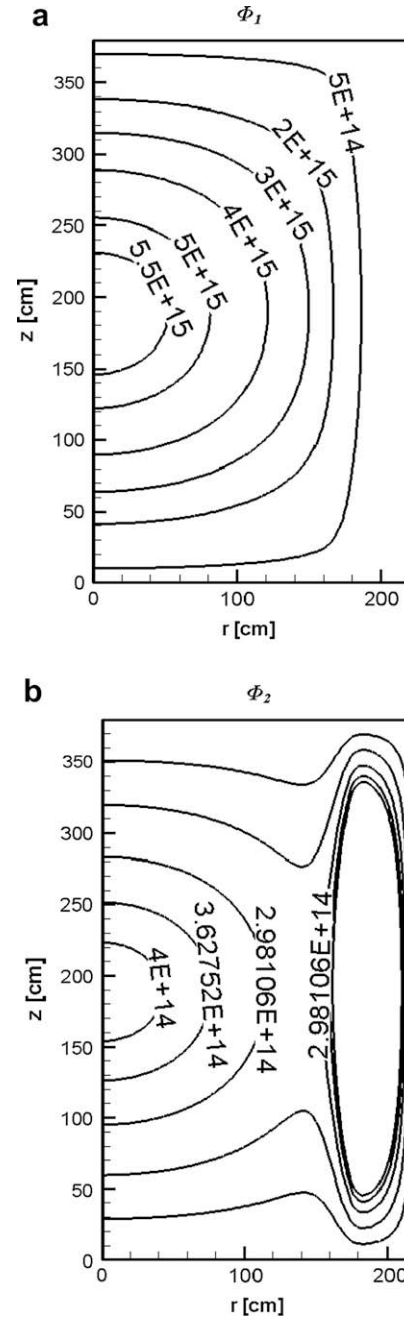 a
Φ1
350
300
250
200
150
100
50
0
z [cm]
0 100 200
r [cm]
5E+14
2E+15
3E+15
4E+15
5E+15
5.5E+15
b
Φ2
350
300
250
200
150
100
50
0
z [cm]
0 100 200
r [cm]
4E+14
3.62752E+14
2.98106E+14
2.98106E+14